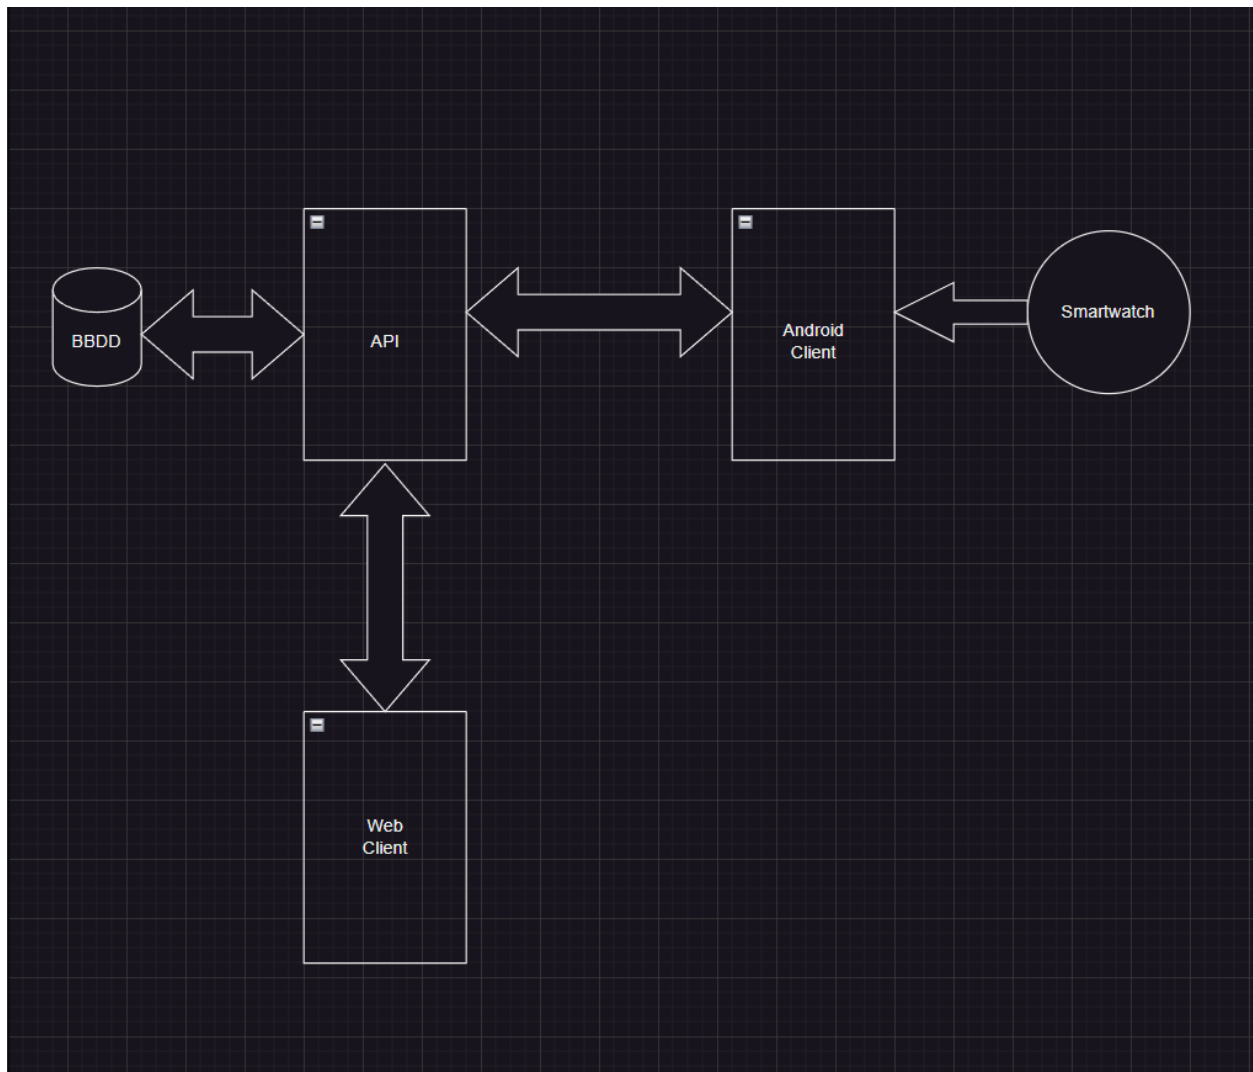 BBDD
API
Android
Client
Smartwatch
Web
Client